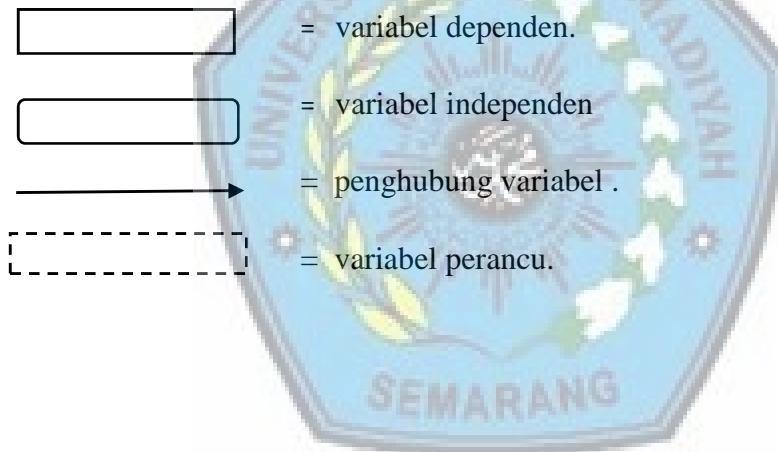 = variabel dependen.
= variabel independen
= penghubung variabel .
= variabel perancu.
SEMARANG